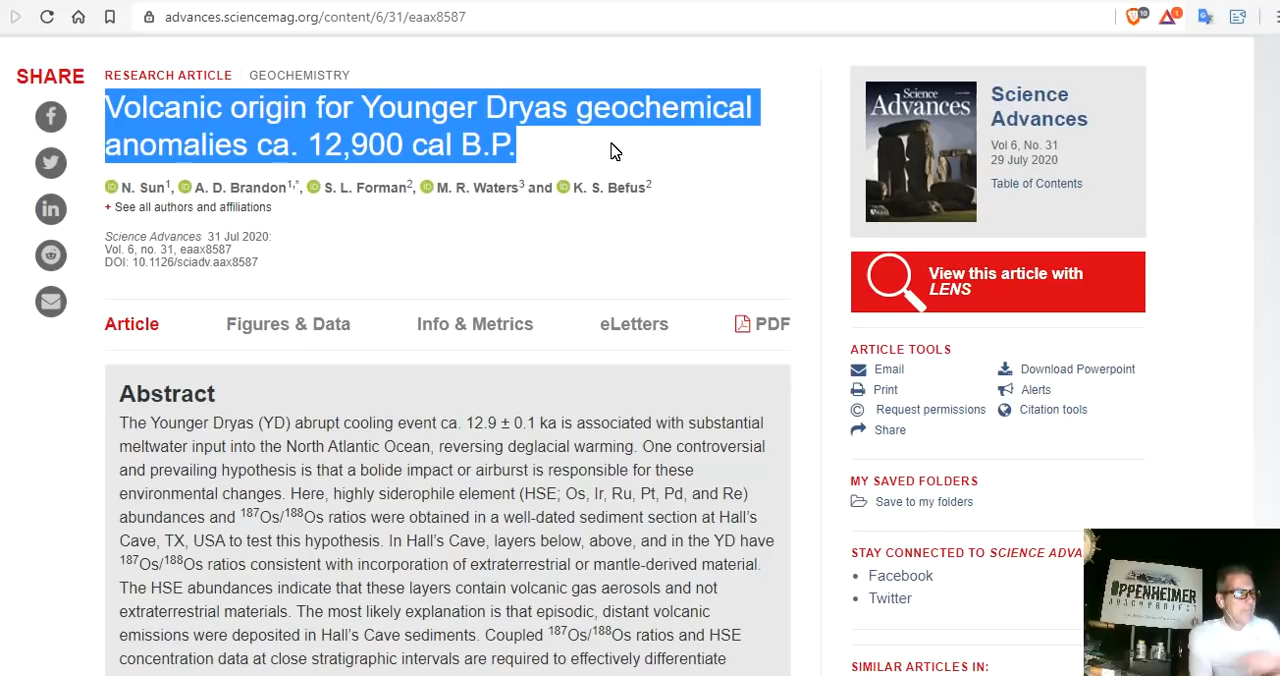 advances.sciencemag.org/content/6/31/eaax8587
10
1
SHARE
RESEARCH ARTICLE GEOCHEMISTRY
Volcanic origin for Younger Dryas geochemical
anomalies ca. 12,900 cal B.P.
N. Sun1, A. D. Brandon1,*, S. L. Forman2, M. R. Waters3 and K. S. Befus2
+ See all authors and affiliations
Science Advances 31 Jul 2020:
Vol. 6, no. 31, eaax8587
DOI: 10.1126/sciadv.aax8587
Article Figures & Data Info & Metrics eLetters PDF
Abstract
The Younger Dryas (YD) abrupt cooling event ca. 12.9 ± 0.1 ka is associated with substantial
meltwater input into the North Atlantic Ocean, reversing deglacial warming. One controversial
and prevailing hypothesis is that a bolide impact or airburst is responsible for these
environmental changes. Here, highly siderophile element (HSE; Os, Ir, Ru, Pt, Pd, and Re)
abundances and 187Os/188Os ratios were obtained in a well-dated sediment section at Hall's
Cave, TX, USA to test this hypothesis. In Hall's Cave, layers below, above, and in the YD have
187Os/188Os ratios consistent with incorporation of extraterrestrial or mantle-derived material.
The HSE abundances indicate that these layers contain volcanic gas aerosols and not
extraterrestrial materials. The most likely explanation is that episodic, distant volcanic
emissions were deposited in Hall's Cave sediments. Coupled 187Os/188Os ratios and HSE
concentration data at close stratigraphic intervals are required to effectively differentiate
Science
Advances
Science
Advances
Vol 6, No. 31
29 July 2020
Table of Contents
View this article with
LENS
ARTICLE TOOLS
Email Download Powerpoint
Print Alerts
© Request permissions Citation tools
Share
MY SAVED FOLDERS
Save to my folders
STAY CONNECTED TO SCIENCE ADVA
• Facebook
• Twitter
SIMILAR ARTICLES IN:
OPPENHEIMER
RANCH PROJECT